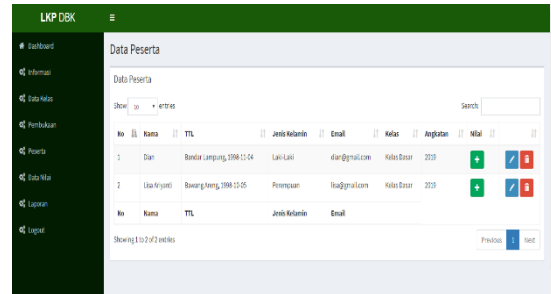 LKP DBK
Dashboard
Informasi
Data Kelas
Pembukaan
Peserta
Data Nilai
Laporan
Logout
Data Peserta
Data Peserta
Show 10 entries
Search:
No Nama TTL Jenis Kelamin Email Kelas Angkatan Nilai
1 Dian Bandar Lampung, 1998-11-04 Laki-Laki dian@gmail.com Kelas Dasar 2019
2 Lisa Ariyanti Bawang Areng, 1998-10-05 Perempuan lisa@gmail.com Kelas Dasar 2019
No Nama TTL Jenis Kelamin Email
Showing 1 to 2 of 2 entries
Previous 1 Next